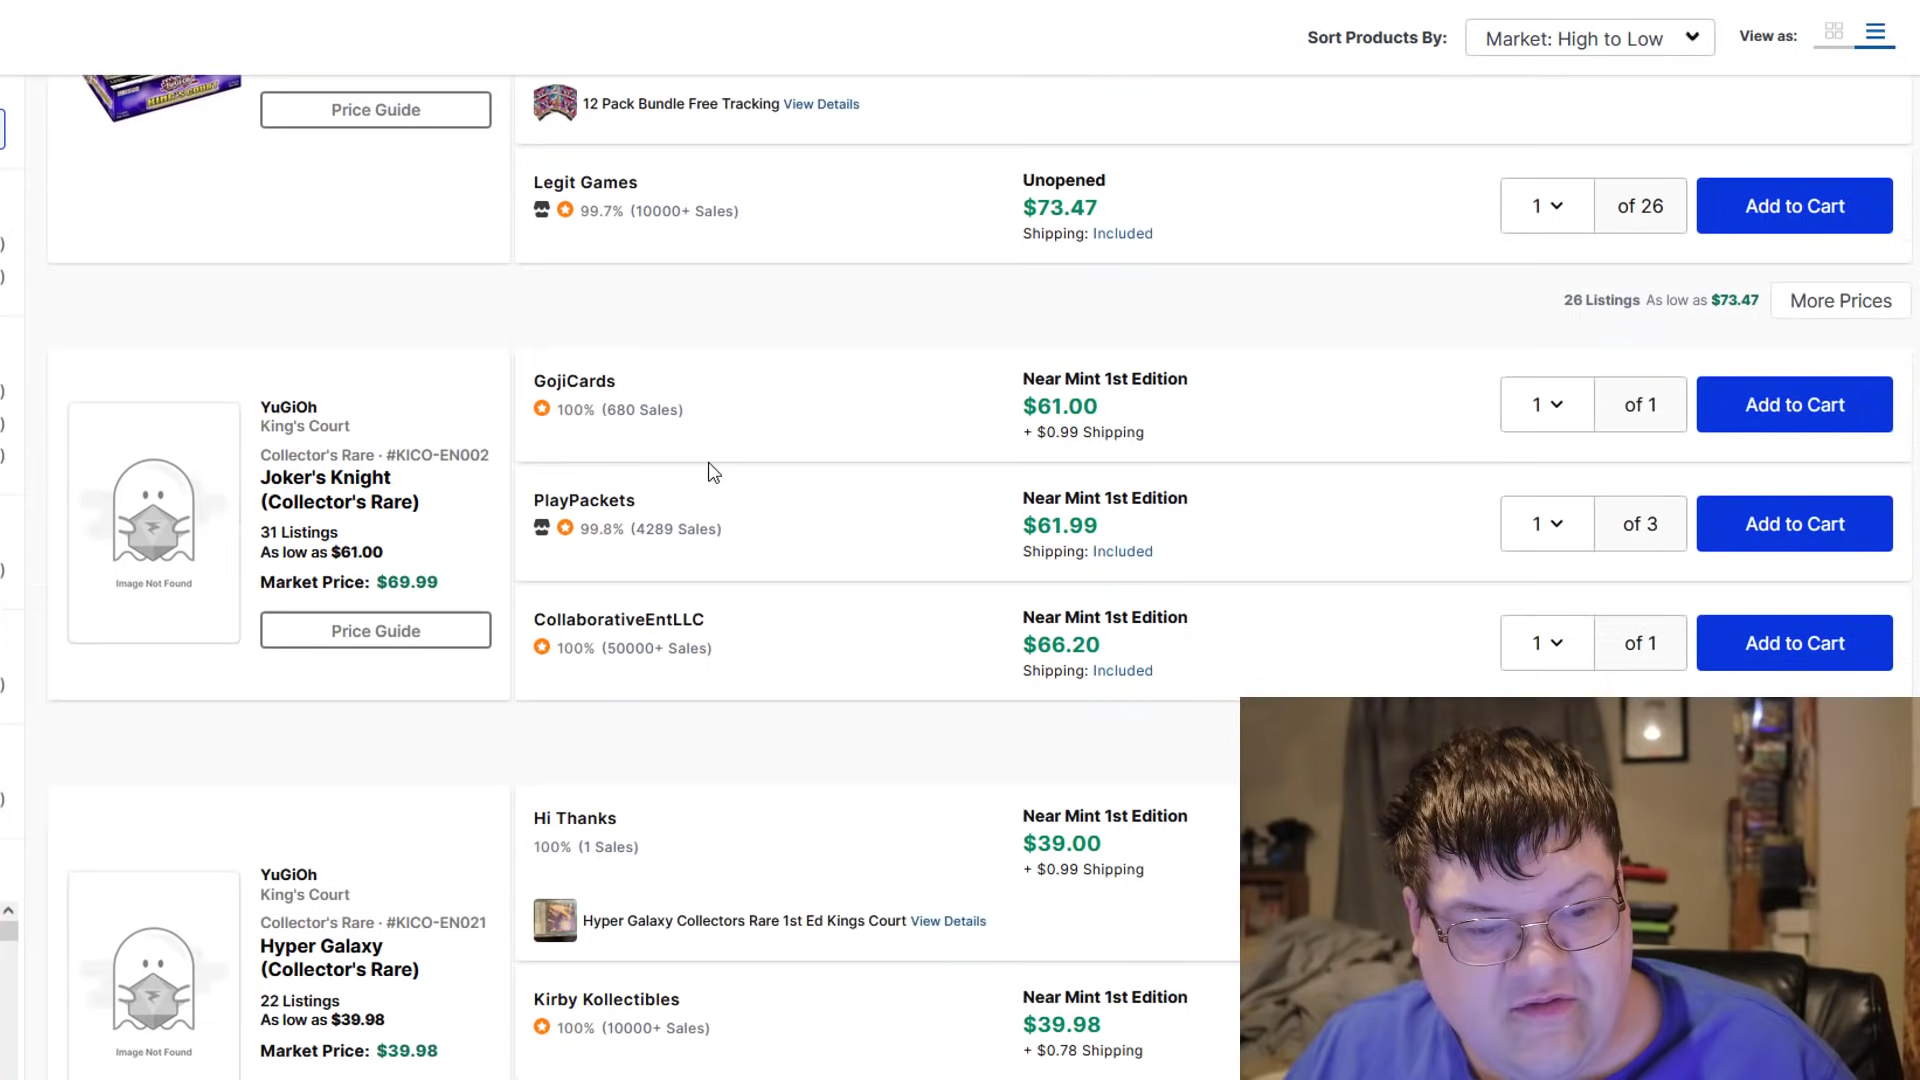 Sort Products By:
Market: High to Low
View as:
KING'S COURT
Price Guide
12 Pack Bundle Free Tracking View Details
Legit Games
99.7% (10000+ Sales)
Unopened
$73.47
Shipping: Included
1
of 26
Add to Cart
26 Listings As low as $73.47
More Prices
YuGiOh
King's Court
Collector's Rare · #KICO-EN002
Joker's Knight
(Collector's Rare)
31 Listings
As low as $61.00
Market Price: $69.99
Price Guide
Image Not Found
GojiCards
100% (680 Sales)
Near Mint 1st Edition
$61.00
+ $0.99 Shipping
1
of 1
Add to Cart
PlayPackets
99.8% (4289 Sales)
Near Mint 1st Edition
$61.99
Shipping: Included
1
of 3
Add to Cart
CollaborativeEntLLC
100% (50000+ Sales)
Near Mint 1st Edition
$66.20
Shipping: Included
1
of 1
Add to Cart
YuGiOh
King's Court
Collector's Rare · #KICO-EN021
Hyper Galaxy
(Collector's Rare)
22 Listings
As low as $39.98
Market Price: $39.98
Image Not Found
Hi Thanks
100% (1 Sales)
Near Mint 1st Edition
$39.00
+ $0.99 Shipping
Hyper Galaxy Collectors Rare 1st Ed Kings Court View Details
Kirby Kollectibles
100% (10000+ Sales)
Near Mint 1st Edition
$39.98
+ $0.78 Shipping